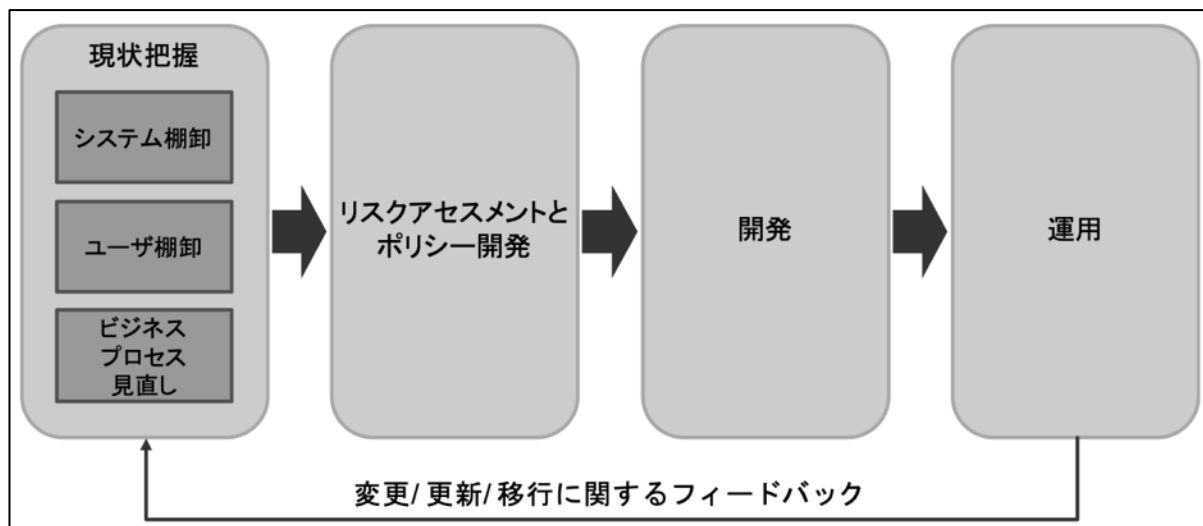 現状把握
システム棚卸
ユーザ棚卸
ビジネス
プロセス
見直し
リスクアセスメントと
ポリシー開発
開発
運用
変更/ 更新/ 移行に関するフィードバック